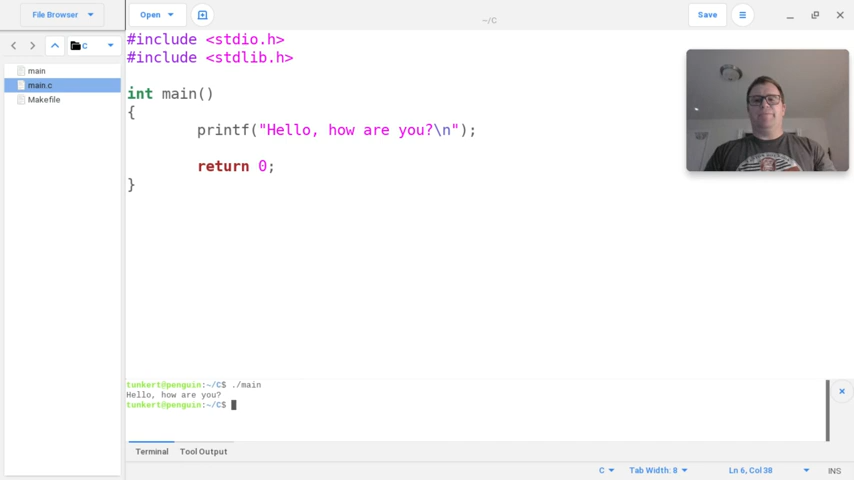 File Browser
Open
~/C
Save
C
main
main.c
Makefile
#include <stdio.h>
#include <stdlib.h>
int main()
{
printf("Hello, how are you?\n");
return 0;
}
tunkert@penguin:~/C$ ./main
Hello, how are you?
tunkert@penguin:~/C$
Terminal
Tool Output
C
Tab Width: 8
Ln 6, Col 38
INS